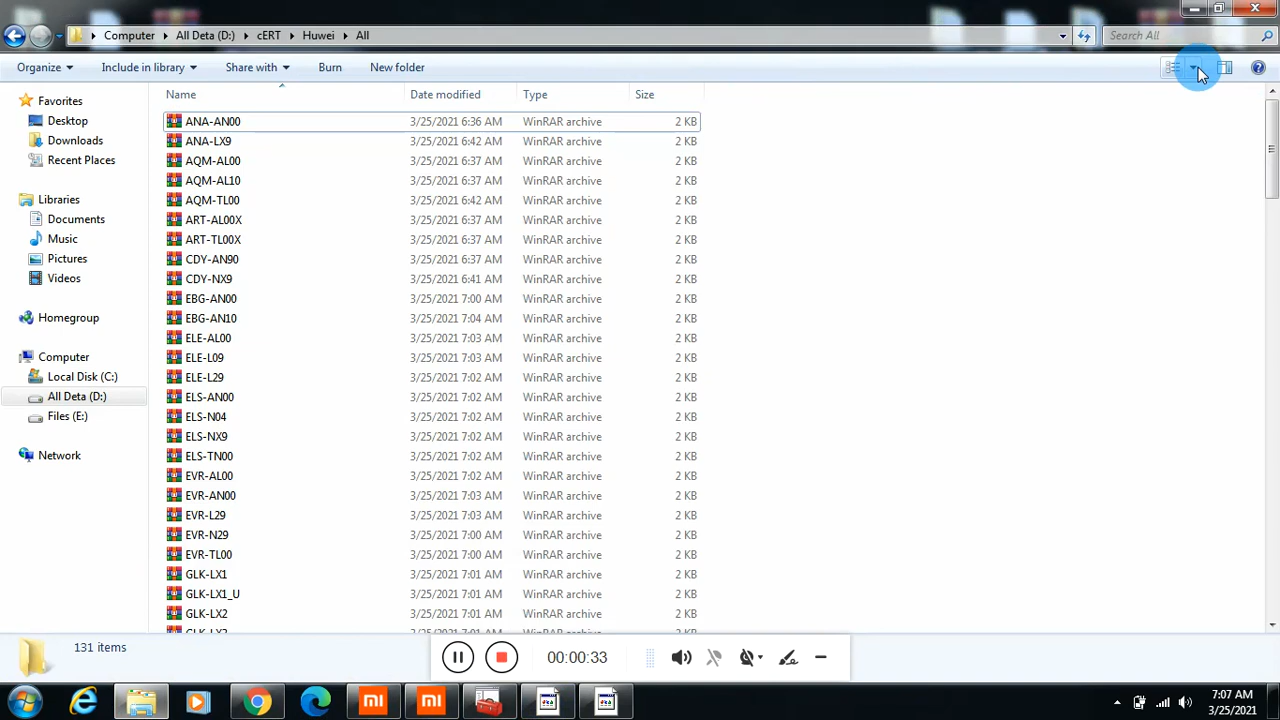 Computer All Deta (D:) cERT Huwei All Search All
Organize Include in library Share with Burn New folder
Name Date modified Type Size
Favorites
Desktop
Downloads
Recent Places
Libraries
Documents
Music
Pictures
Videos
Homegroup
Computer
Local Disk (C:)
All Deta (D:)
Files (E:)
Network
ANA-AN00 3/25/2021 6:36 AM WinRAR archive 2 KB
ANA-LX9 3/25/2021 6:42 AM WinRAR archive 2 KB
AQM-AL00 3/25/2021 6:37 AM WinRAR archive 2 KB
AQM-AL10 3/25/2021 6:37 AM WinRAR archive 2 KB
AQM-TL00 3/25/2021 6:42 AM WinRAR archive 2 KB
ART-AL00X 3/25/2021 6:37 AM WinRAR archive 2 KB
ART-TL00X 3/25/2021 6:37 AM WinRAR archive 2 KB
CDY-AN90 3/25/2021 6:37 AM WinRAR archive 2 KB
CDY-NX9 3/25/2021 6:41 AM WinRAR archive 2 KB
EBG-AN00 3/25/2021 7:00 AM WinRAR archive 2 KB
EBG-AN10 3/25/2021 7:04 AM WinRAR archive 2 KB
ELE-AL00 3/25/2021 7:03 AM WinRAR archive 2 KB
ELE-L09 3/25/2021 7:03 AM WinRAR archive 2 KB
ELE-L29 3/25/2021 7:02 AM WinRAR archive 2 KB
ELS-AN00 3/25/2021 7:02 AM WinRAR archive 2 KB
ELS-N04 3/25/2021 7:02 AM WinRAR archive 2 KB
ELS-NX9 3/25/2021 7:02 AM WinRAR archive 2 KB
ELS-TN00 3/25/2021 7:02 AM WinRAR archive 2 KB
EVR-AL00 3/25/2021 7:02 AM WinRAR archive 2 KB
EVR-AN00 3/25/2021 7:03 AM WinRAR archive 2 KB
EVR-L29 3/25/2021 7:03 AM WinRAR archive 2 KB
EVR-N29 3/25/2021 7:00 AM WinRAR archive 2 KB
EVR-TL00 3/25/2021 7:00 AM WinRAR archive 2 KB
GLK-LX1 3/25/2021 7:01 AM WinRAR archive 2 KB
GLK-LX1_U 3/25/2021 7:01 AM WinRAR archive 2 KB
GLK-LX2 3/25/2021 7:01 AM WinRAR archive 2 KB
131 items
00:00:33
7:07 AM
3/25/2021